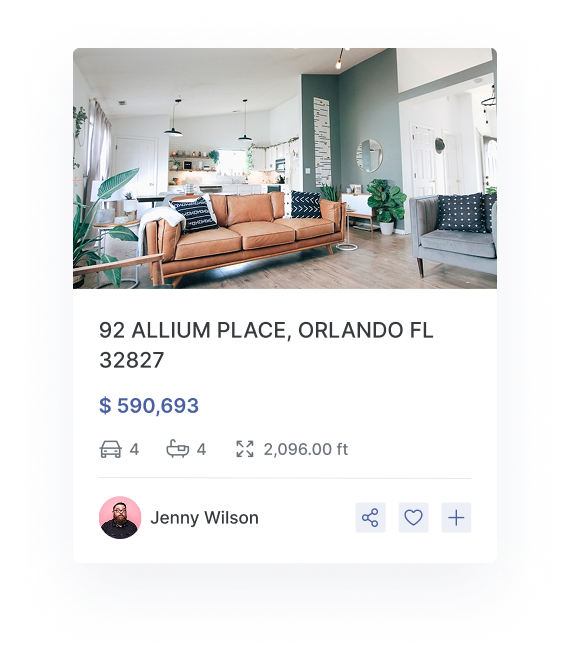 92 ALLIUM PLACE, ORLANDO FL
32827
$ 590,693
4 4 2,096.00 ft
Jenny Wilson